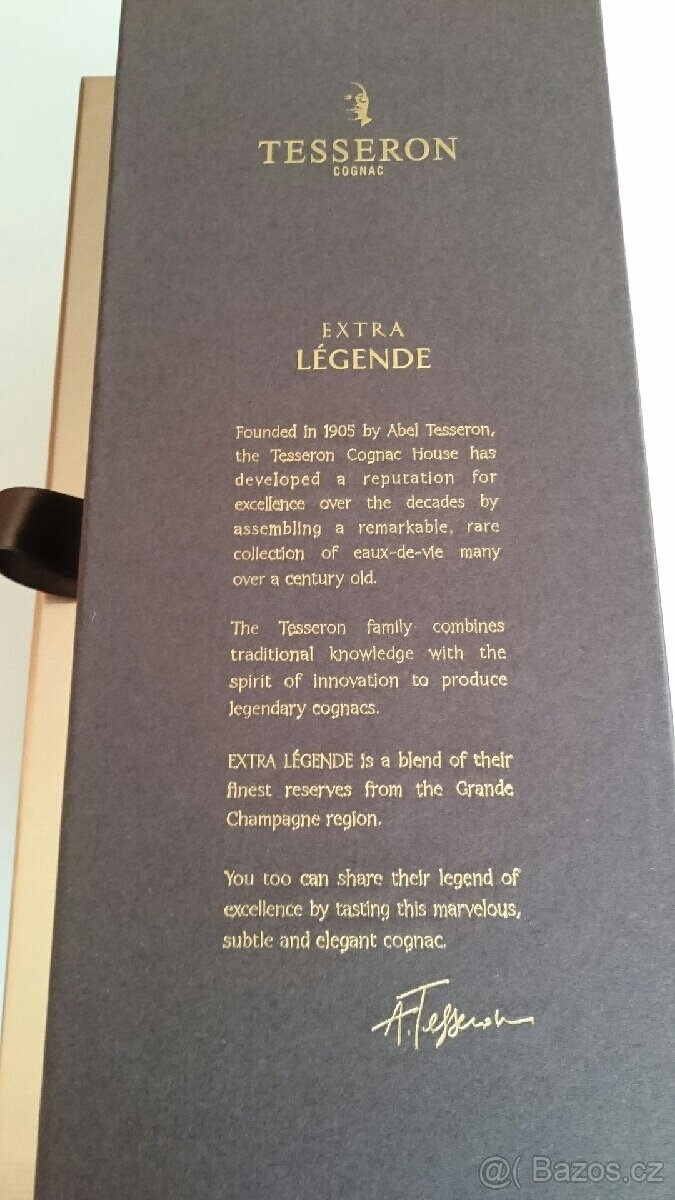 TESSERON
COGNAC
EXTRA
LÉGENDE
Founded in 1905 by Abel Tesseron,
the Tesseron Cognac House has
developed a reputation for
excellence over the decades by
assembling a remarkable, rare
collection of eaux-de-vie many
over a century old.
The Tesseron family combines
traditional knowledge with the
spirit of innovation to produce
legendary cognacs.
EXTRA LÉGENDE is a blend of their
finest reserves from the Grande
Champagne region.
You too can share their legend of
excellence by tasting this marvelous,
subtle and elegant cognac.
A. Tesseron
@( Bazos.cz